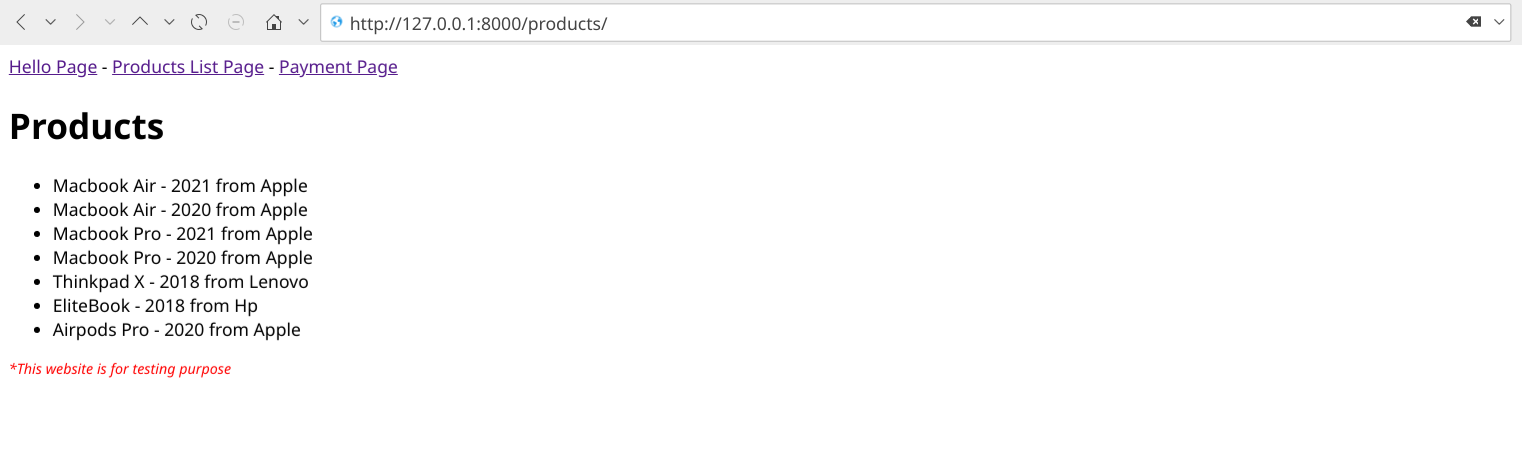 http://127.0.0.1:8000/products/
Hello Page - Products List Page - Payment Page
Products
Macbook Air - 2021 from Apple
Macbook Air - 2020 from Apple
Macbook Pro - 2021 from Apple
Macbook Pro - 2020 from Apple
Thinkpad X - 2018 from Lenovo
EliteBook - 2018 from Hp
Airpods Pro - 2020 from Apple
*This website is for testing purpose